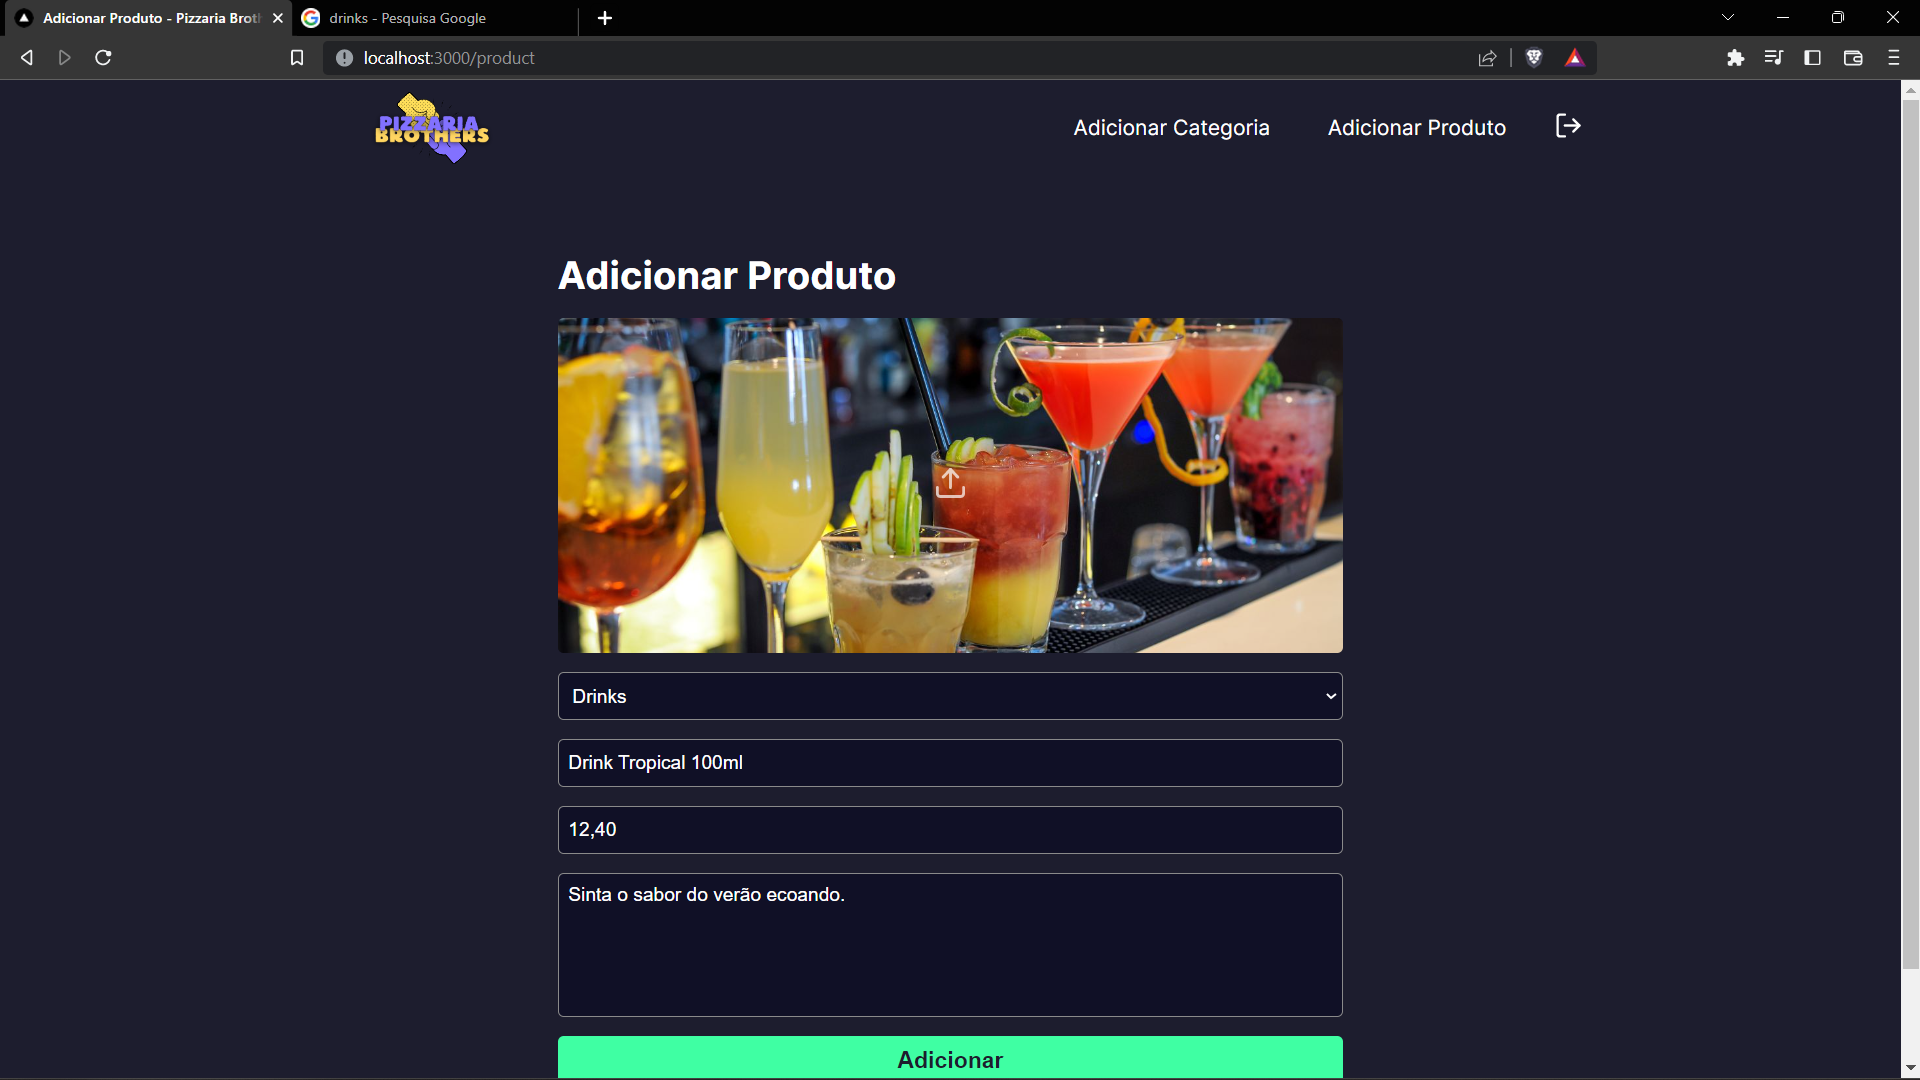 Adicionar Produto - Pizzaria Brot
drinks - Pesquisa Google
localhost:3000/product
PIZZARIA
BROTHERS
Adicionar Categoria
Adicionar Produto
Adicionar Produto
Drinks
Drink Tropical 100ml
12,40
Sinta o sabor do verão ecoando.
Adicionar